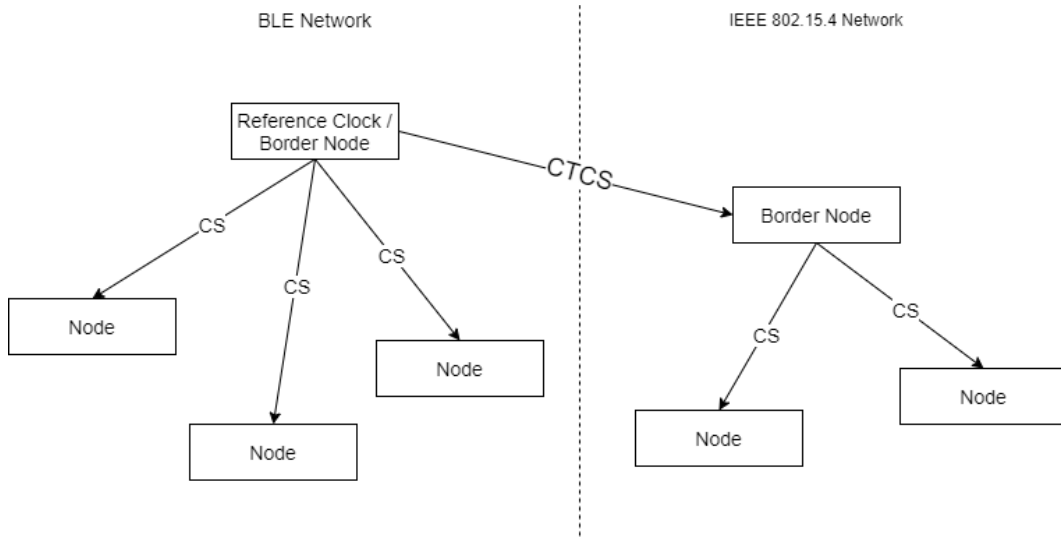 BLE Network
IEEE 802.15.4 Network
Reference Clock /
Border Node
CTCS
Border Node
CS
CS
CS
Node
Node
Node
CS
CS
Node
Node